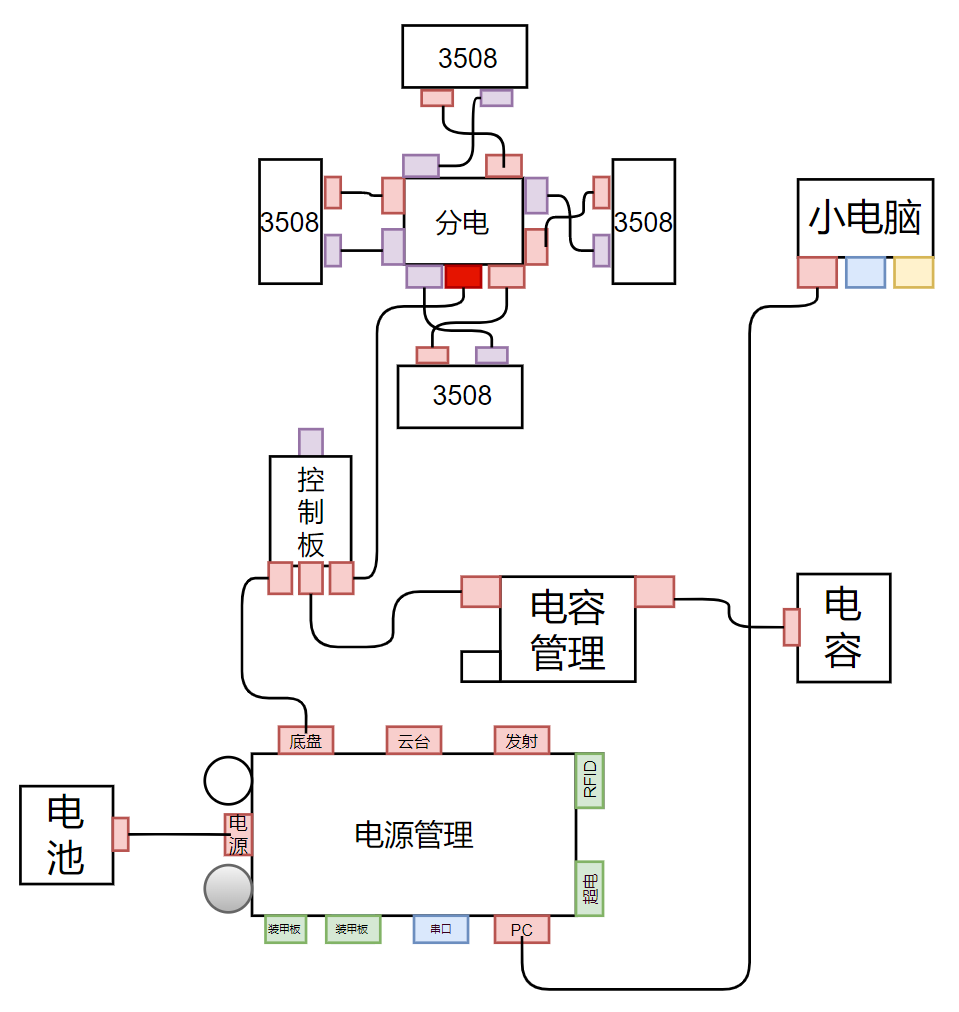 3508
3508
分电
3508
小电脑
3508
控
制
板
电容
管理
电
容
底盘
云台
发射
RFID
电
池
电
源
电源管理
超电
装甲板
装甲板
串口
PC